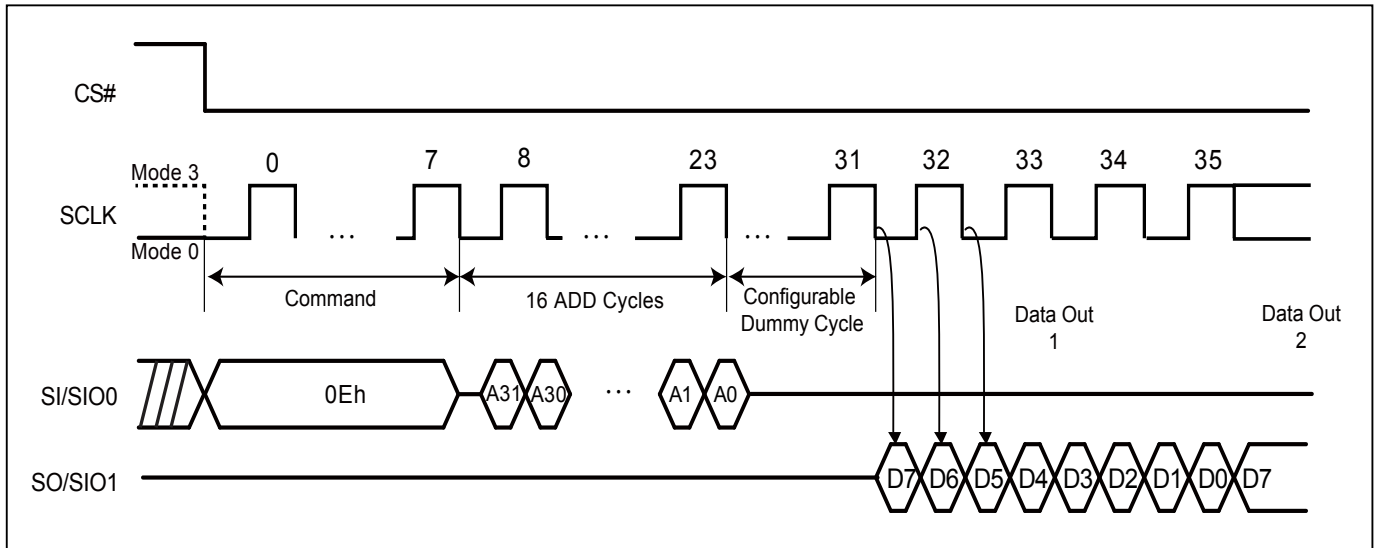 CS#
0 7 8 23 31 32 33 34 35
Mode 3
SCLK
Mode 0
... ... ...
Command
16 ADD Cycles
Configurable
Dummy Cycle
Data Out
1
Data Out
2
SI/SIO0
0Eh
A31 A30 ... A1 A0
SO/SIO1
D7 D6 D5 D4 D3 D2 D1 D0 D7